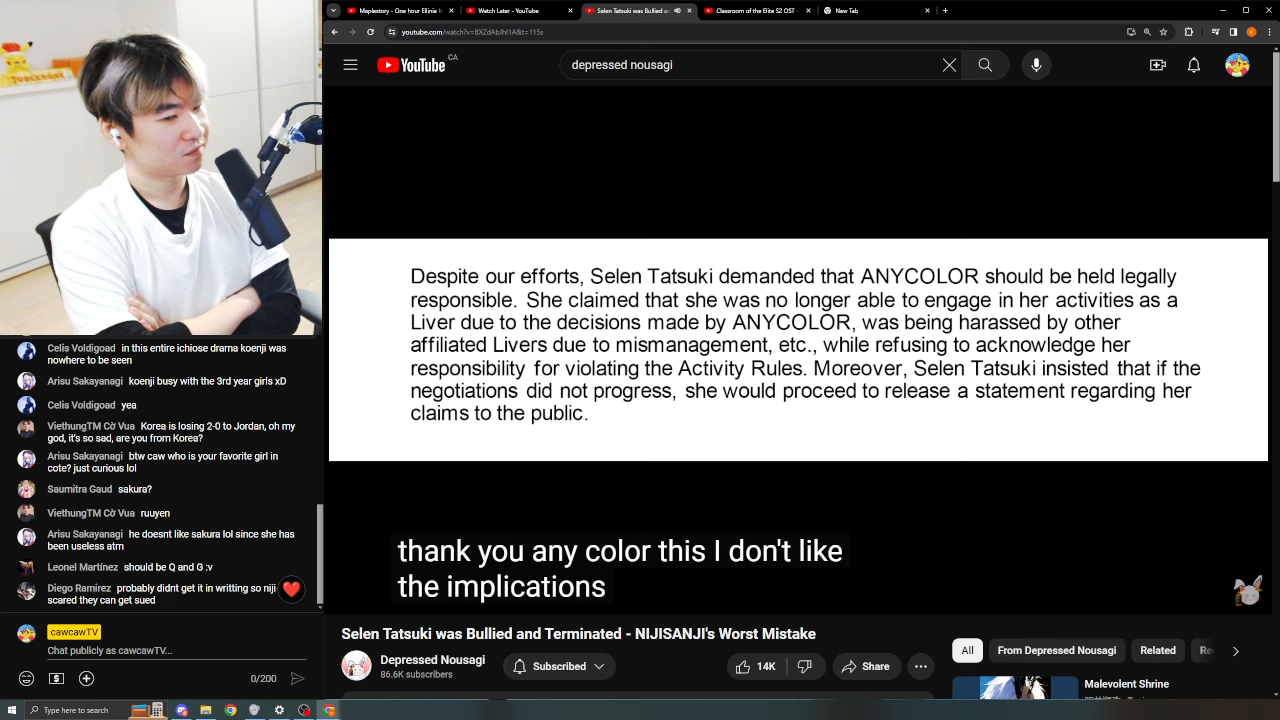 Maplestory - One hour Ellinia
Watch Later - YouTube
Selen Tatsuki was Bullied
Classroom of the Elite S2 OST -
New Tab
youtube.com/watch?v=8XZdAbJhI1A&t=115s
YouTube CA
depressed nousagi
TOBLERONE
Despite our efforts, Selen Tatsuki demanded that ANYCOLOR should be held legally
responsible. She claimed that she was no longer able to engage in her activities as a
Liver due to the decisions made by ANYCOLOR, was being harassed by other
affiliated Livers due to mismanagement, etc., while refusing to acknowledge her
responsibility for violating the Activity Rules. Moreover, Selen Tatsuki insisted that if the
negotiations did not progress, she would proceed to release a statement regarding her
claims to the public.
thank you any color this I don't like
the implications
Selen Tatsuki was Bullied and Terminated - NIJISANJI's Worst Mistake
Depressed Nousagi
86.6K subscribers
Subscribed
14K
Share
All
From Depressed Nousagi
Related
Malevolent Shrine
Celis Voldigoad in this entire ichiose drama koenji was
nowhere to be seen
Arisu Sakayanagi koenji busy with the 3rd year girls xD
Celis Voldigoad yea
ViethungTM Cờ Vua Korea is losing 2-0 to Jordan, oh my
god, it's so sad, are you from Korea?
Arisu Sakayanagi btw caw who is your favorite girl in
cote? just curious lol
Saumitra Gaud sakura?
ViethungTM Cờ Vua ruuyen
Arisu Sakayanagi he doesnt like sakura lol since she has
been useless atm
Leonel Martínez should be Q and G :v
Diego Ramirez probably didnt get it in writting so niji
scared they can get sued
cawcawTV
Chat publicly as cawcawTV...
0/200
Type here to search